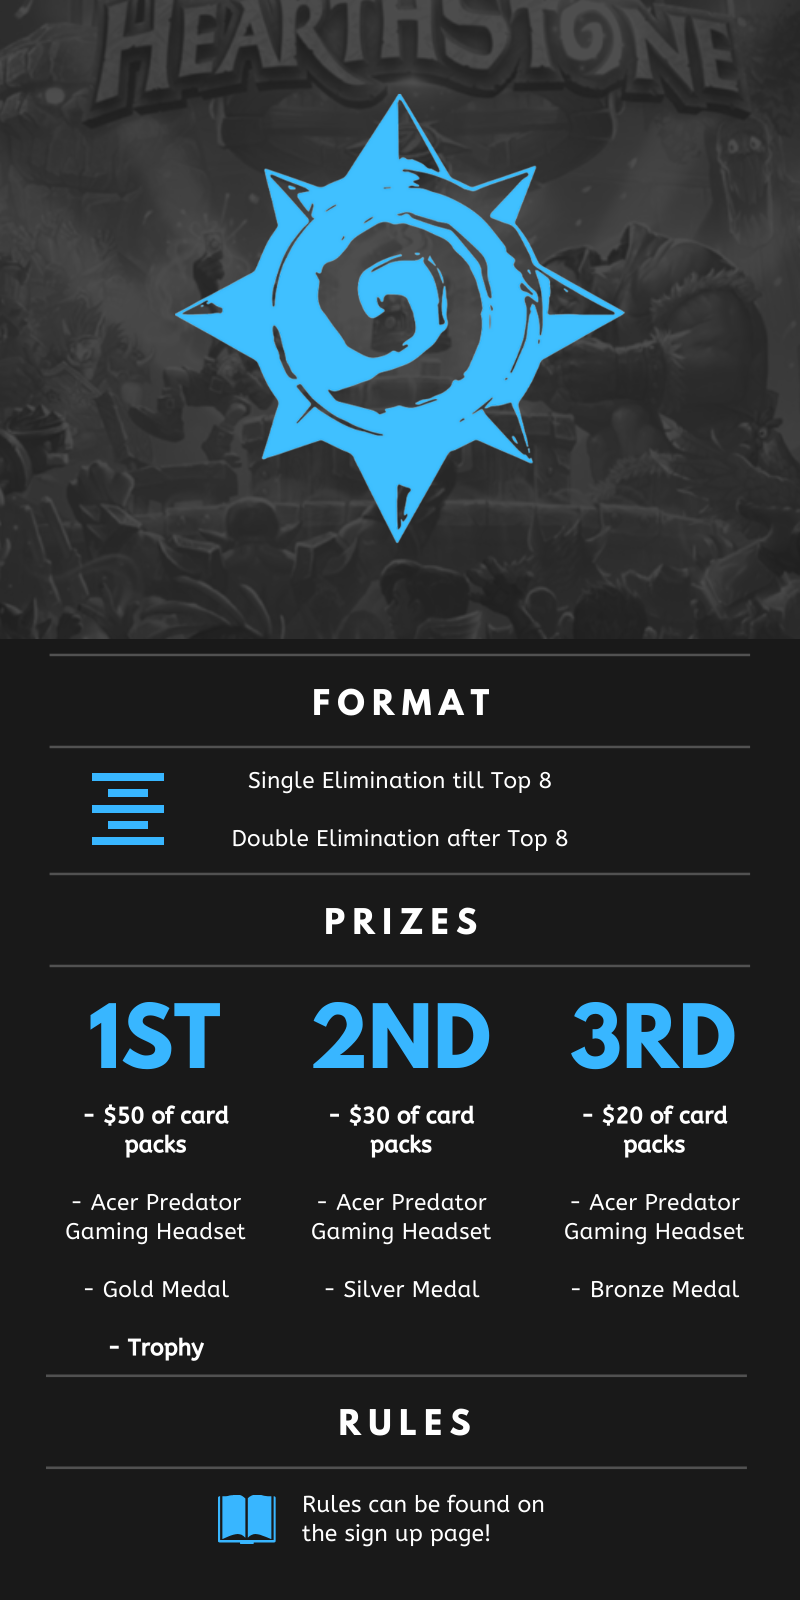 HEARTHSTONE
FORMAT
Single Elimination till Top 8
Double Elimination after Top 8
PRIZES
1ST
- $50 of card
packs
- Acer Predator
Gaming Headset
- Gold Medal
- Trophy
2ND
- $30 of card
packs
- Acer Predator
Gaming Headset
- Silver Medal
3RD
- $20 of card
packs
- Acer Predator
Gaming Headset
- Bronze Medal
RULES
Rules can be found on
the sign up page!